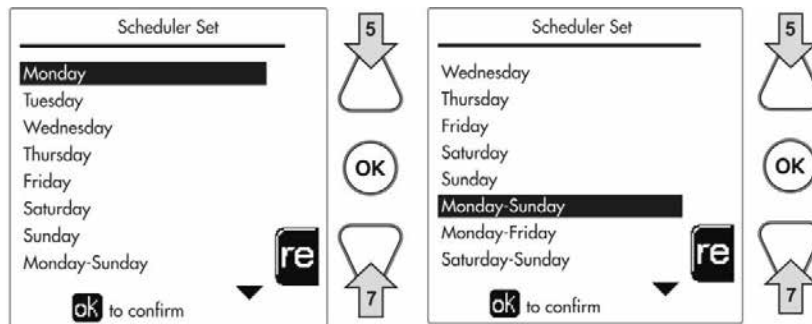 Scheduler Set
Monday
Tuesday
Wednesday
Thursday
Friday
Saturday
Sunday
Monday-Sunday
re
ok to confirm
5
OK
7
Scheduler Set
Wednesday
Thursday
Friday
Saturday
Sunday
Monday-Sunday
Monday-Friday
Saturday-Sunday
re
ok to confirm
5
OK
7